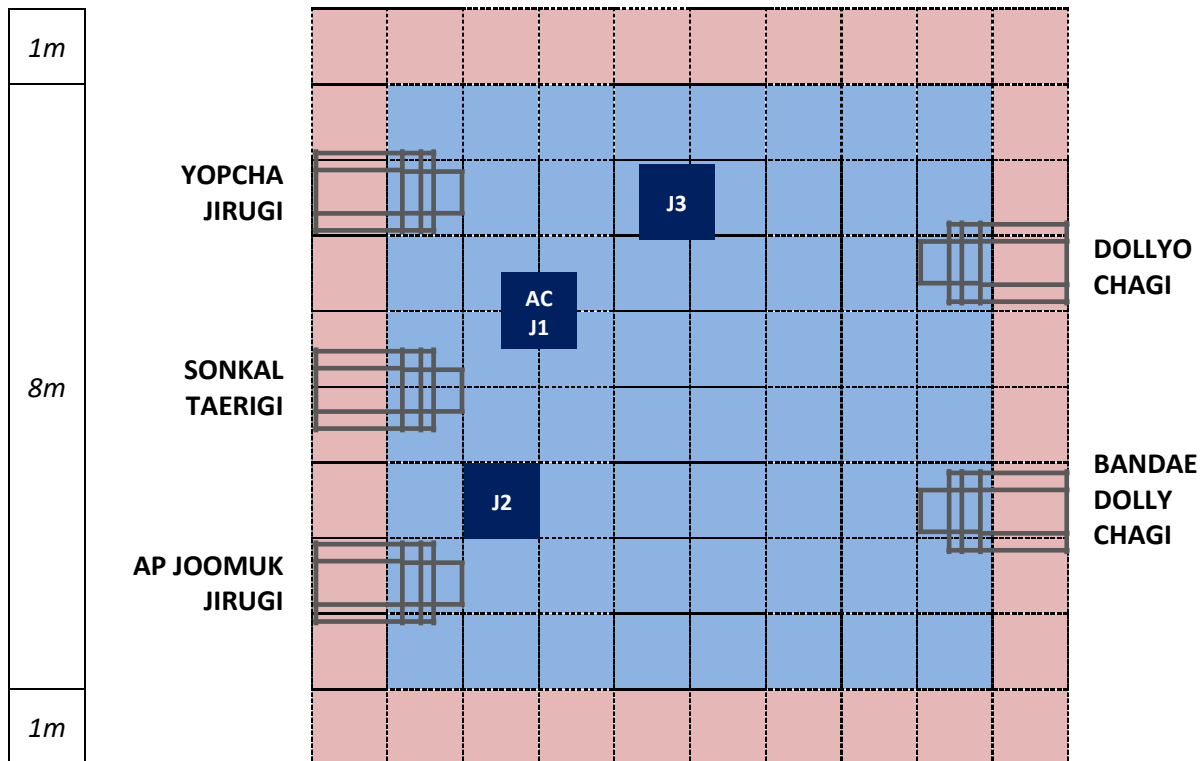 1m
YOPCHA
JIRUGI
J3
DOLLYO
CHAGI
AC
J1
8m
SONKAL
TAERIGI
J2
BANDAE
DOLLY
CHAGI
AP JOOMUK
JIRUGI
1m